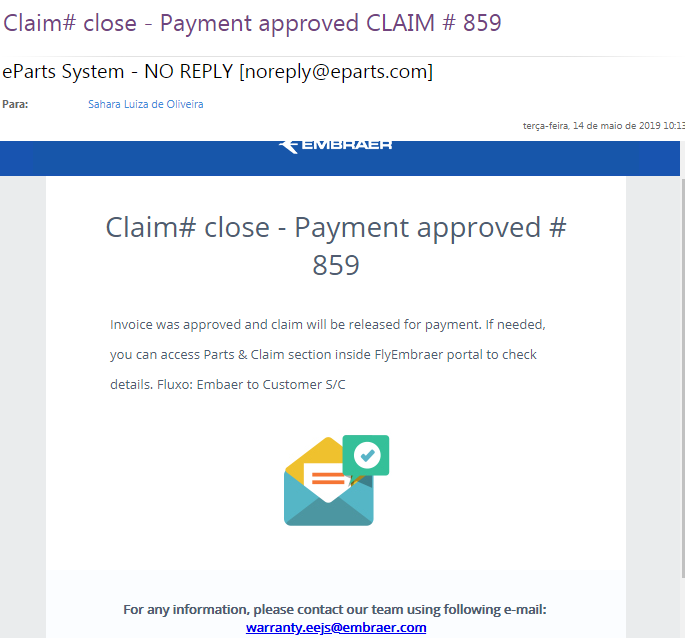 Claim# close - Payment approved CLAIM # 859
eParts System - NO REPLY [noreply@eparts.com]
Para: Sahara Luiza de Oliveira
terça-feira, 14 de maio de 2019 10:13
EMBRAER
Claim# close - Payment approved #
859
Invoice was approved and claim will be released for payment. If needed,
you can access Parts & Claim section inside FlyEmbraer portal to check
details. Fluxo: Embaer to Customer S/C
For any information, please contact our team using following e-mail:
warranty.eejs@embraer.com